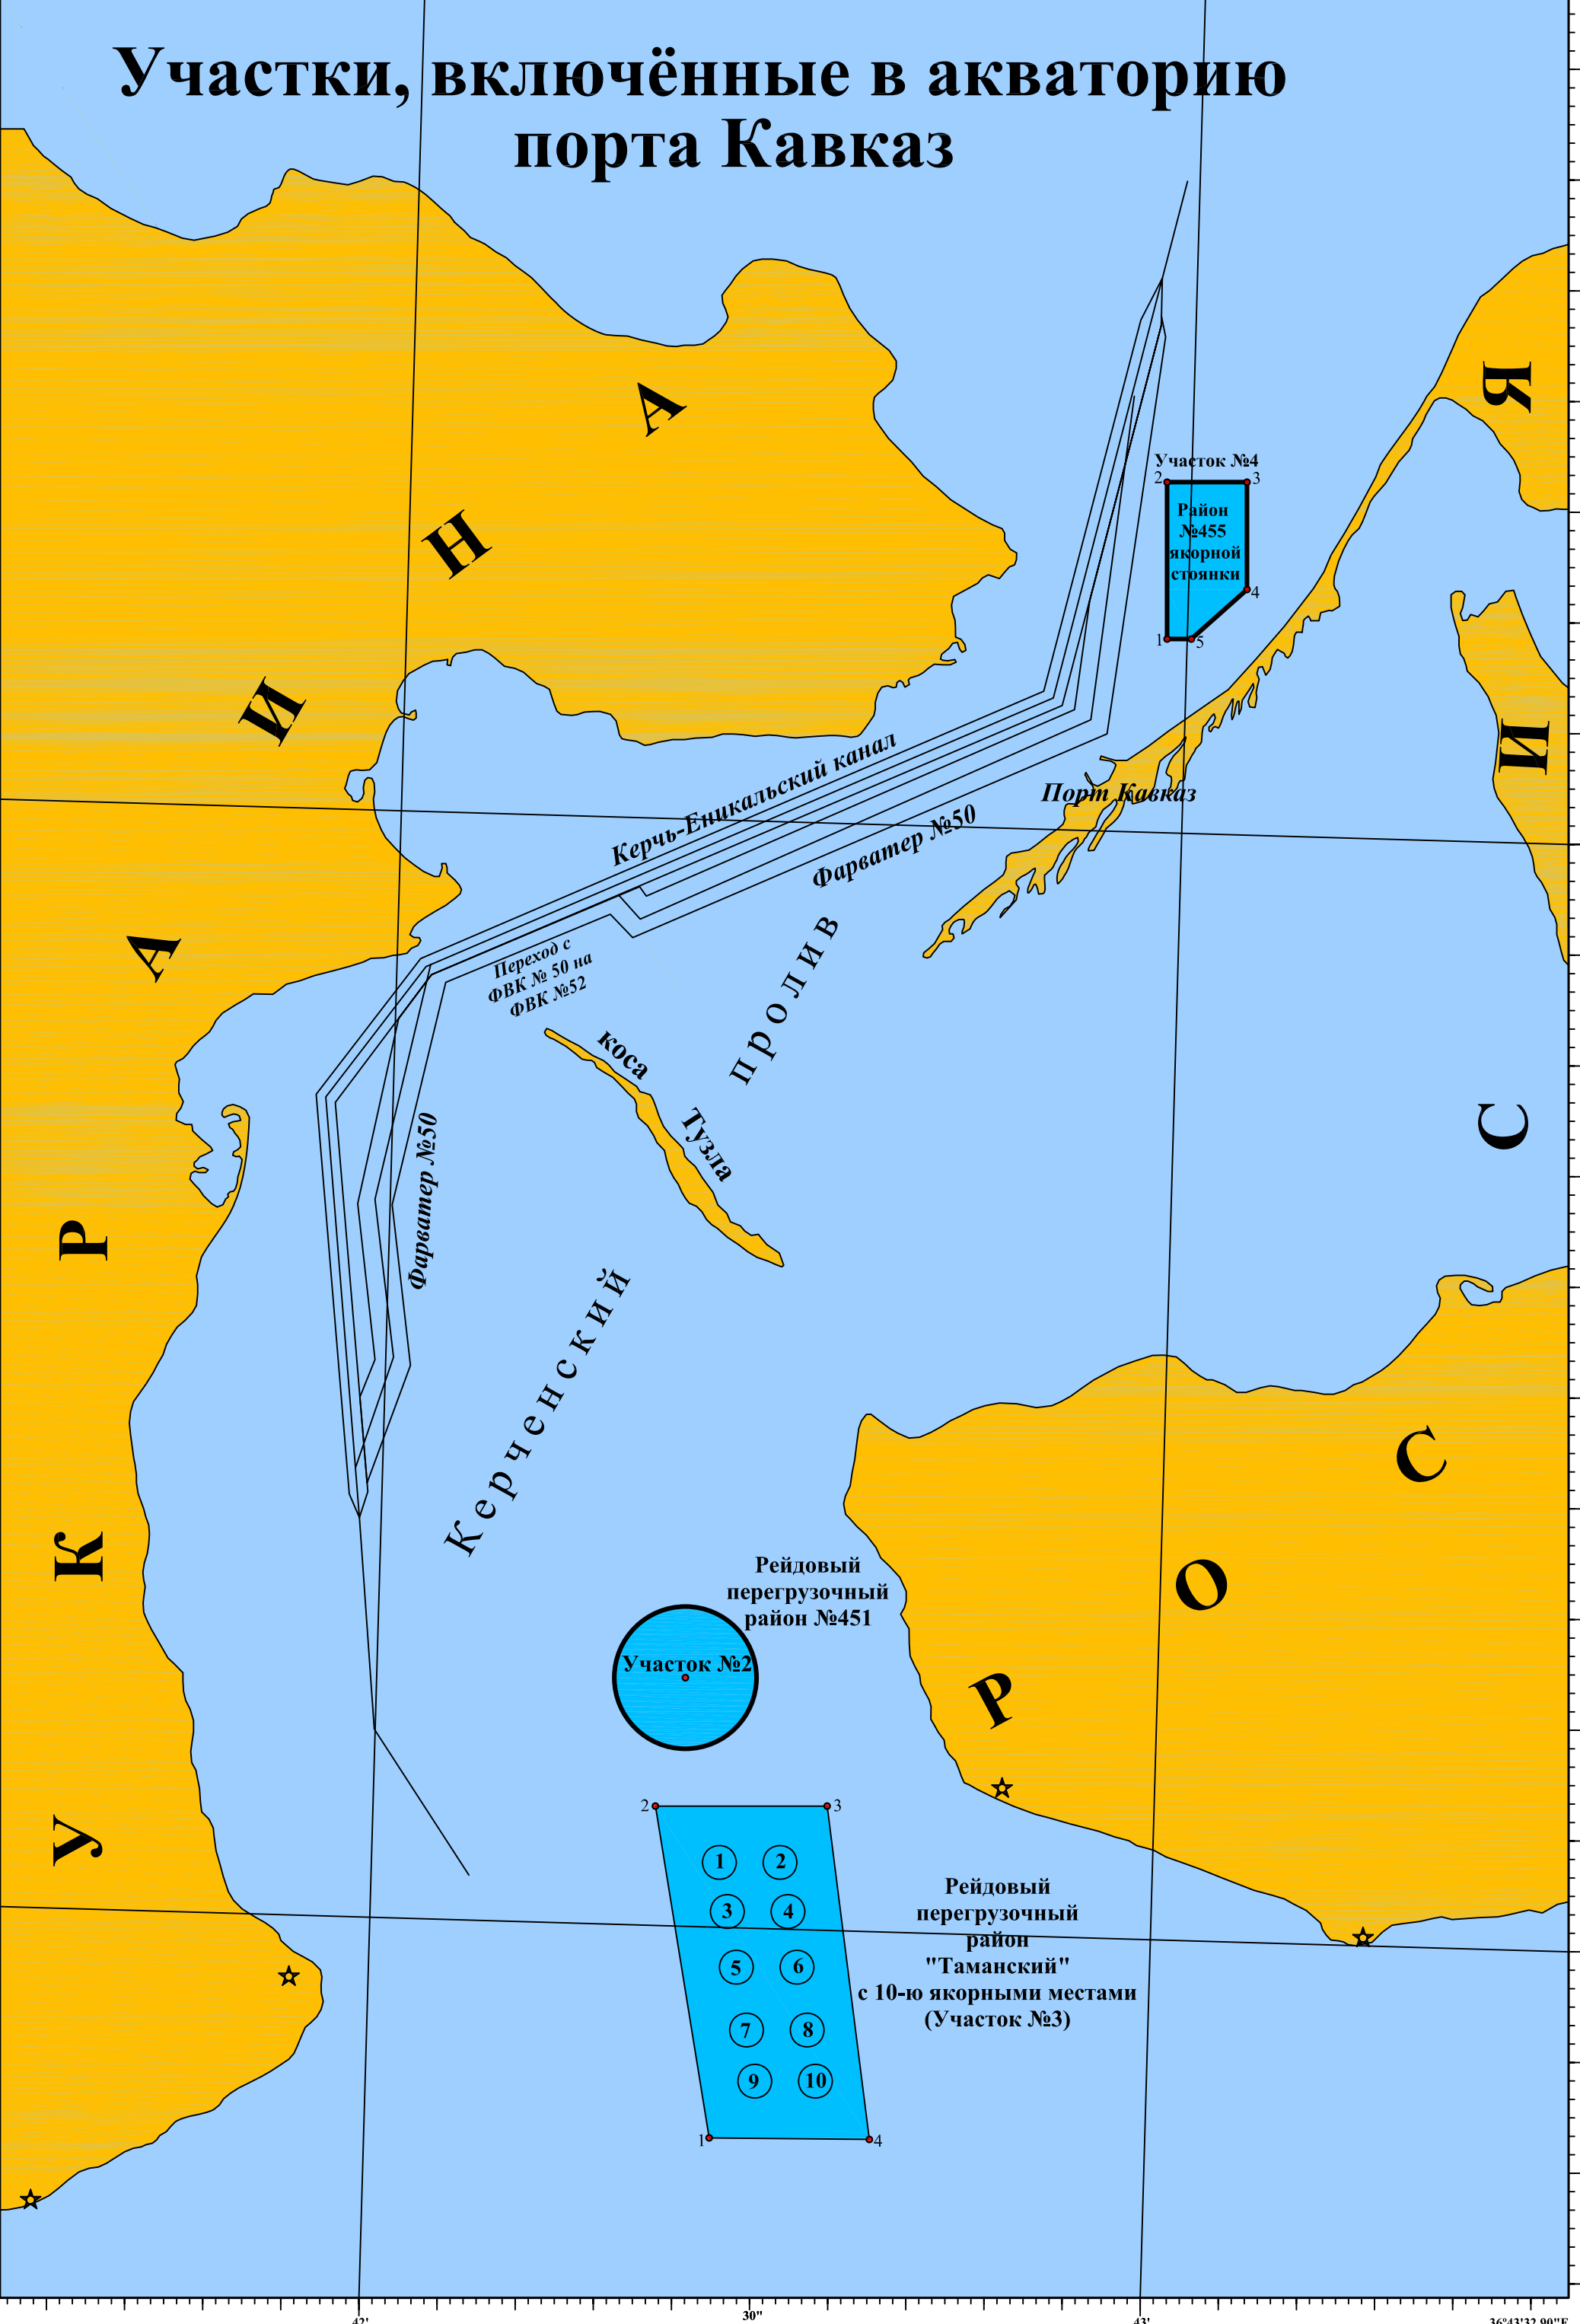 Участки, включённые в акваторию
порта Кавказ
УКРАИНА
РОССИЯ
Участок №4
2
3
Район
№455
якорной
стоянки
4
1
5
Керчь-Еникальский канал
Порт Кавказ
Фарватер №50
Переход с
ФВК № 50 на
ФВК №52
Керченский
пролив
коса
Тузла
Фарватер №50
Рейдовый
перегрузочный
район №451
Участок №2
2
3
1 2
3 4
5 6
7 8
9 10
1
4
Рейдовый
перегрузочный
район
"Таманский"
с 10-ю якорными местами
(Участок №3)
42'
30"
43'
36°43'32.90"E